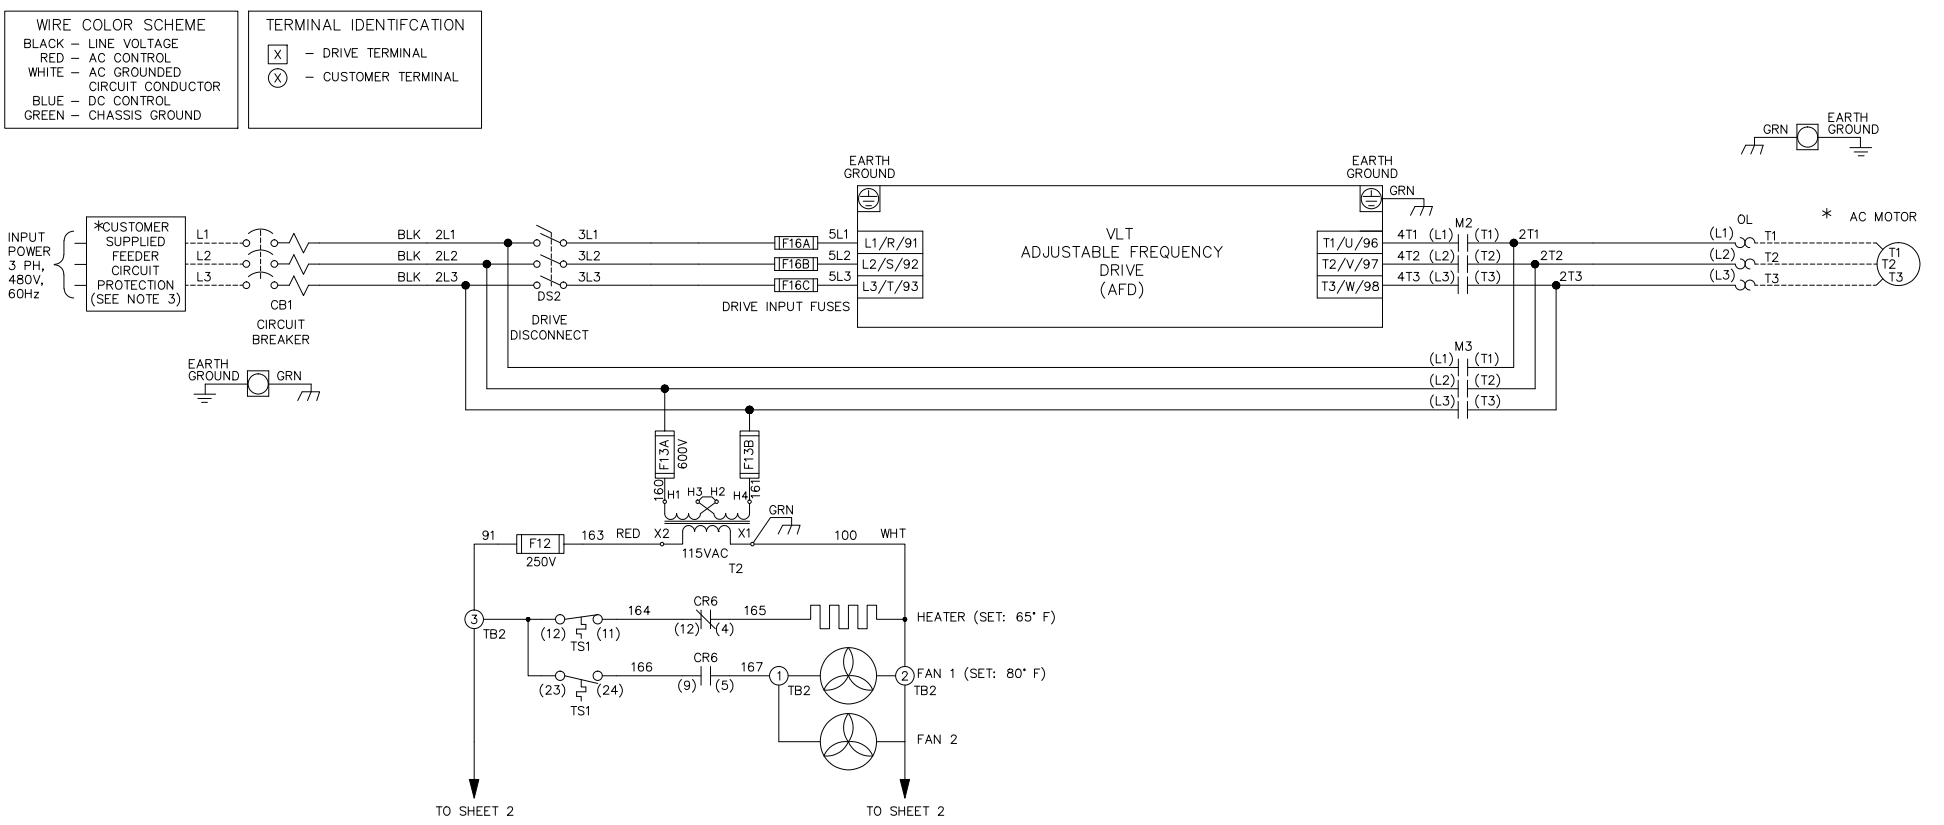 WIRE COLOR SCHEME
BLACK – LINE VOLTAGE
RED – AC CONTROL
WHITE – AC GROUNDED
CIRCUIT CONDUCTOR
BLUE – DC CONTROL
GREEN – CHASSIS GROUND
TERMINAL IDENTIFCATION
X – DRIVE TERMINAL
X – CUSTOMER TERMINAL
GRN
EARTH
GROUND
INPUT
POWER
3 PH,
480V,
60Hz
*CUSTOMER
SUPPLIED
FEEDER
CIRCUIT
PROTECTION
(SEE NOTE 3)
L1
L2
L3
CB1
CIRCUIT
BREAKER
BLK 2L1
BLK 2L2
BLK 2L3
DS2
DRIVE
DISCONNECT
3L1
3L2
3L3
F16A
F16B
F16C
DRIVE INPUT FUSES
5L1
5L2
5L3
EARTH
GROUND
L1/R/91
L2/S/92
L3/T/93
VLT
ADJUSTABLE FREQUENCY
DRIVE
(AFD)
EARTH
GROUND
GRN
T1/U/96
T2/V/97
T3/W/98
M2
4T1 (L1) (T1) 2T1
4T2 (L2) (T2) 2T2
4T3 (L3) (T3) 2T3
OL
(L1) T1
(L2) T2
(L3) T3
* AC MOTOR
T1
T2
T3
M3
(L1) (T1)
(L2) (T2)
(L3) (T3)
EARTH
GROUND
GRN
F13A
600V
F13B
160
161
H1 H3 H2 H4
GRN
91
F12
250V
163 RED X2
X1
115VAC
T2
100 WHT
3
TB2
(12) (11)
TS1
164
CR6
(12) (4)
165
HEATER (SET: 65° F)
(23) (24)
TS1
166
CR6
(9) (5)
167
1
TB2
2
TB2
FAN 1 (SET: 80° F)
FAN 2
TO SHEET 2
TO SHEET 2